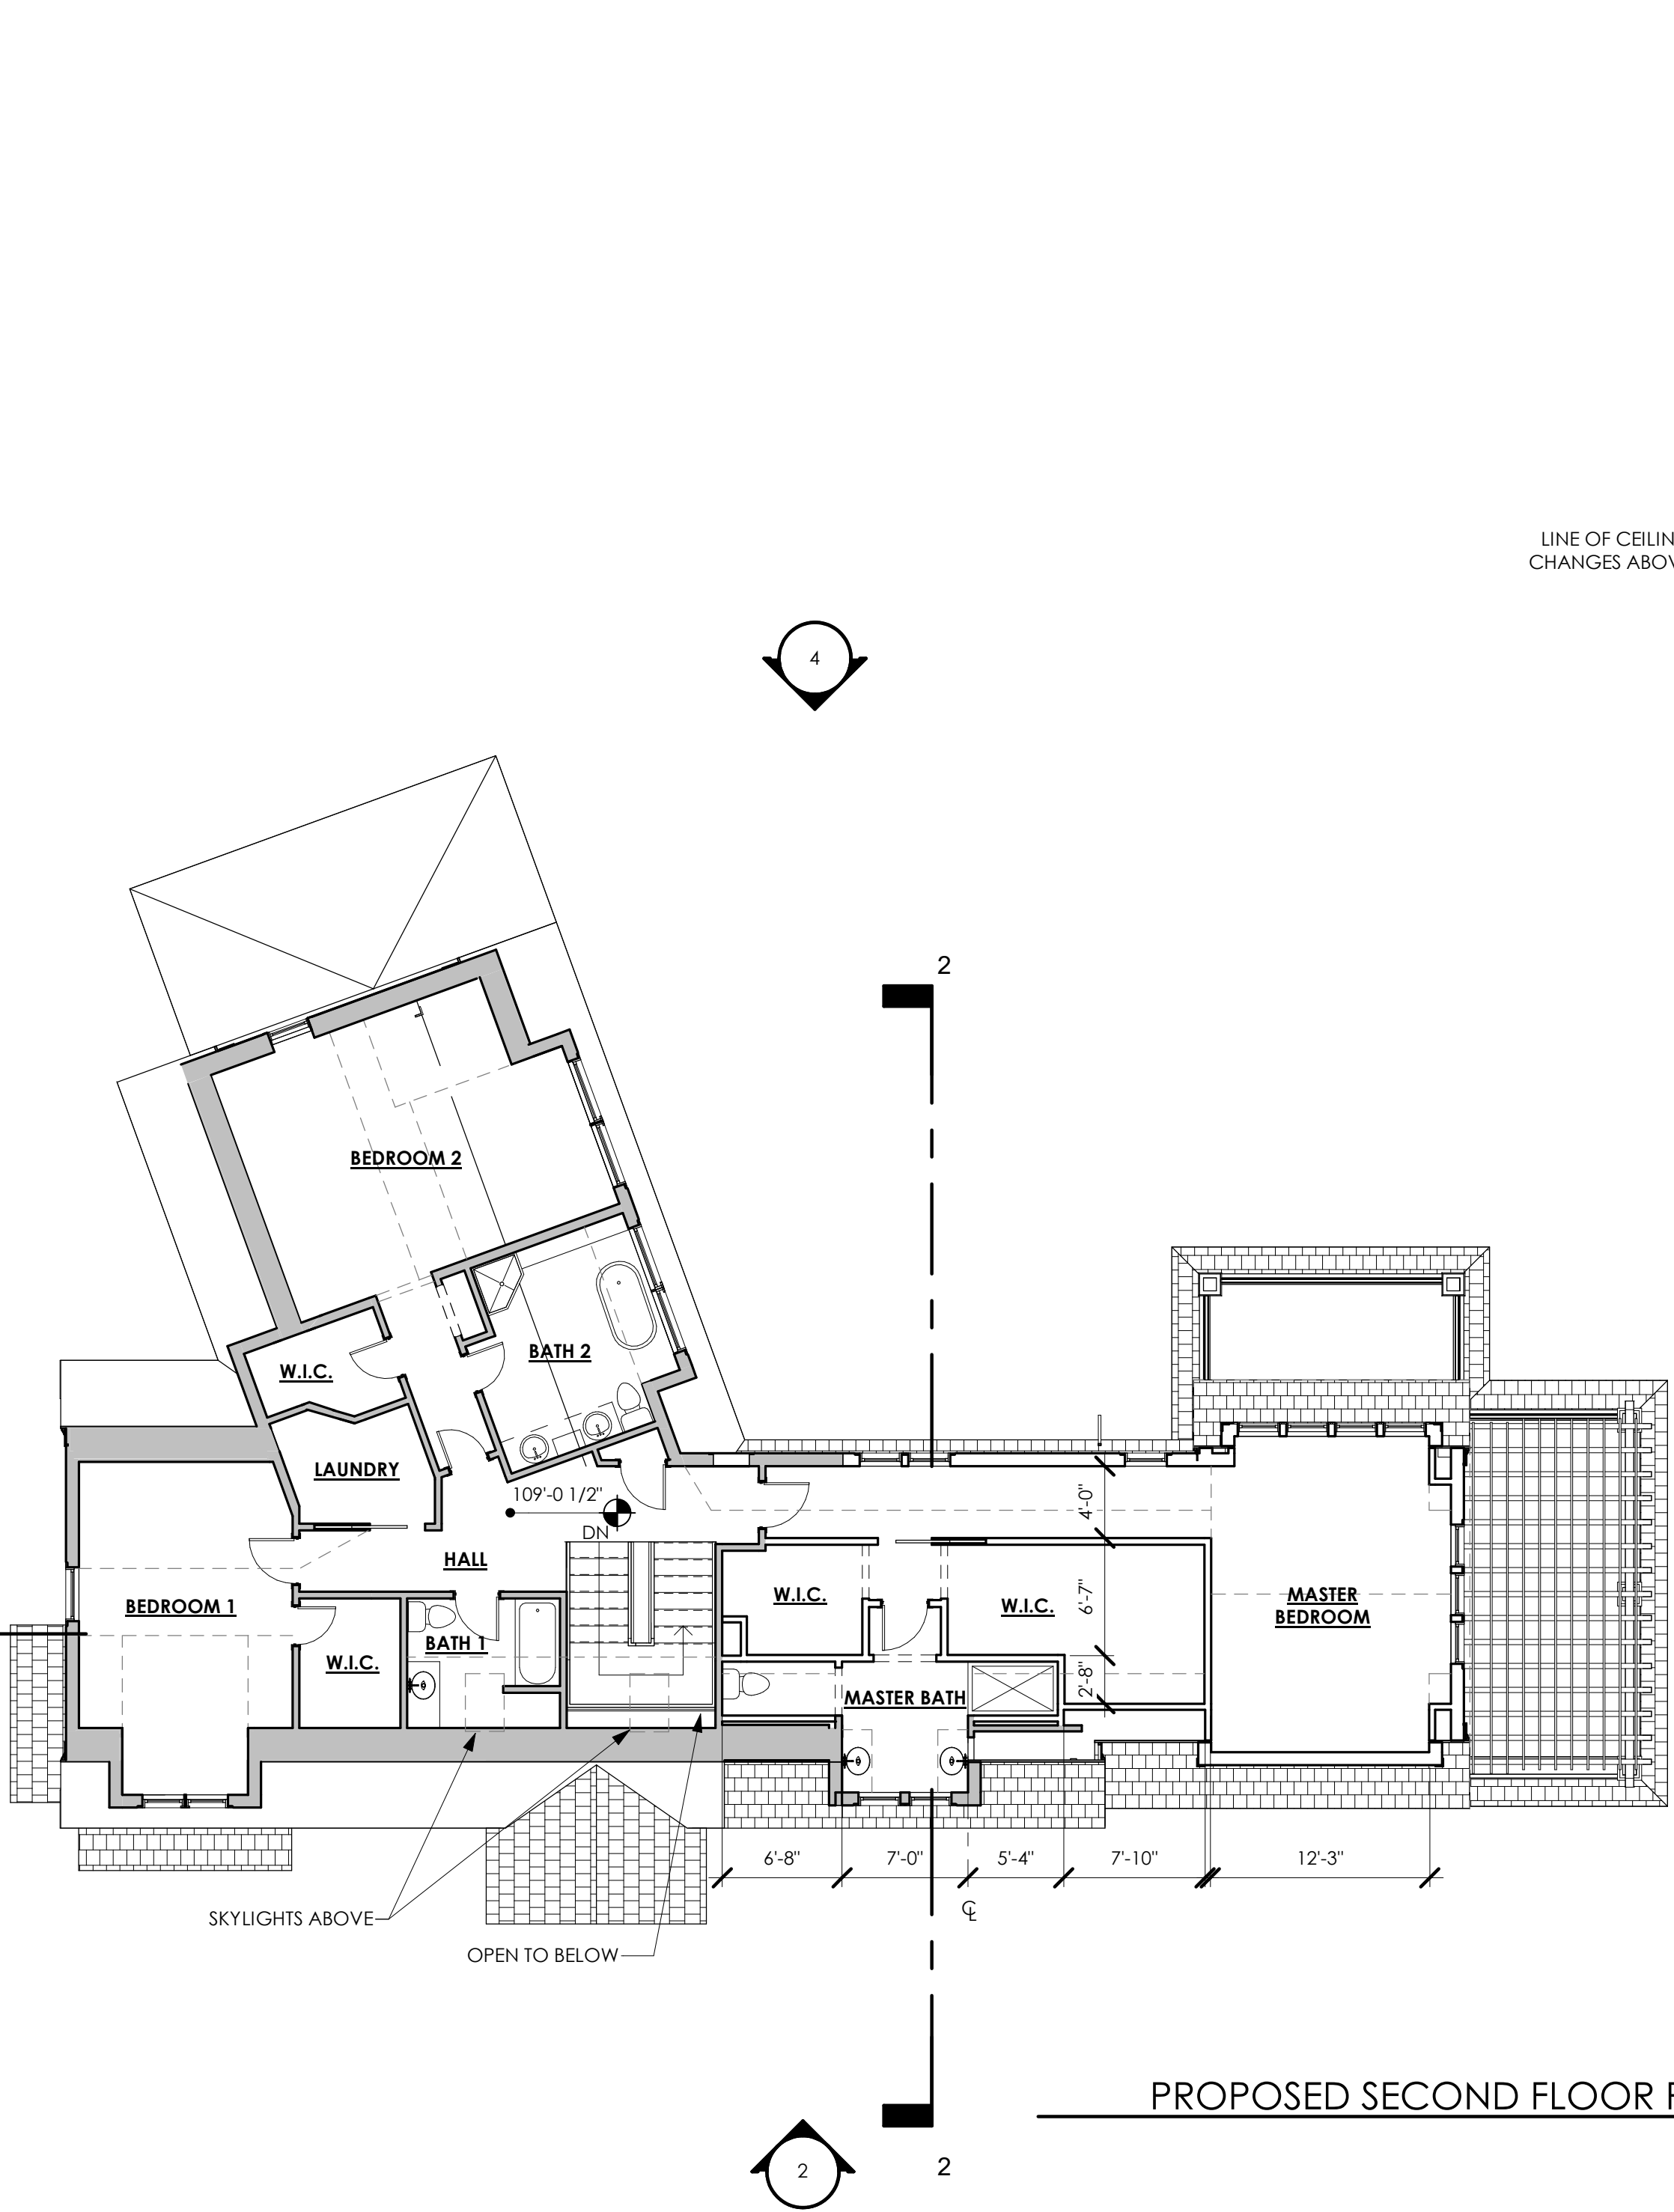 LINE OF CEILIN
CHANGES ABOV
4
2
BEDROOM 2
BATH 2
W.I.C.
LAUNDRY
109'-0 1/2"
DN
4'-0"
HALL
BEDROOM 1
W.I.C.
W.I.C.
6'-7"
MASTER
BEDROOM
BATH 1
W.I.C.
2'-8"
MASTER BATH
6'-8"
7'-0"
5'-4"
7'-10"
12'-3"
CL
SKYLIGHTS ABOVE
OPEN TO BELOW
PROPOSED SECOND FLOOR
2
2